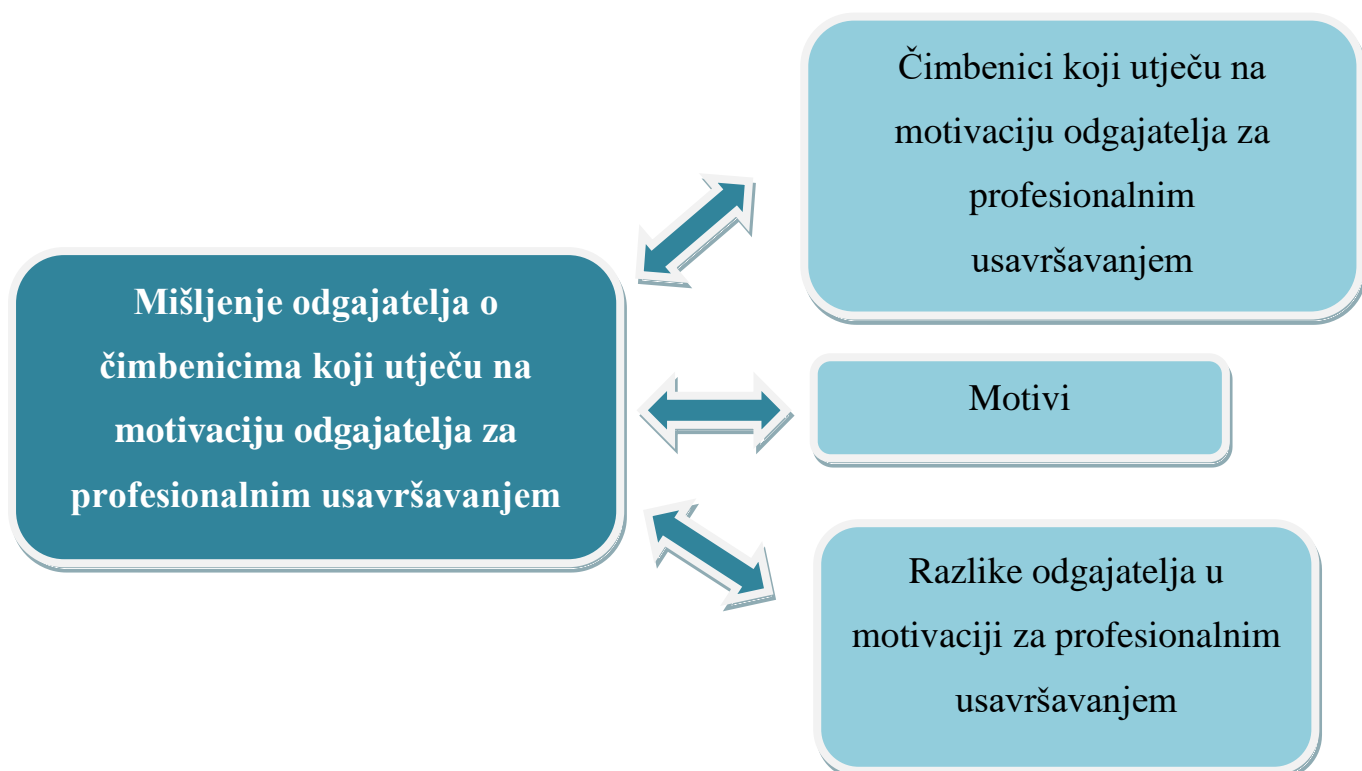 Mišljenje odgajatelja o
čimbenicima koji utječu na
motivaciju odgajatelja za
profesionalnim usavršavanjem
Čimbenici koji utječu na
motivaciju odgajatelja za
profesionalnim
usavršavanjem
Motivi
Razlike odgajatelja u
motivaciji za profesionalnim
usavršavanjem